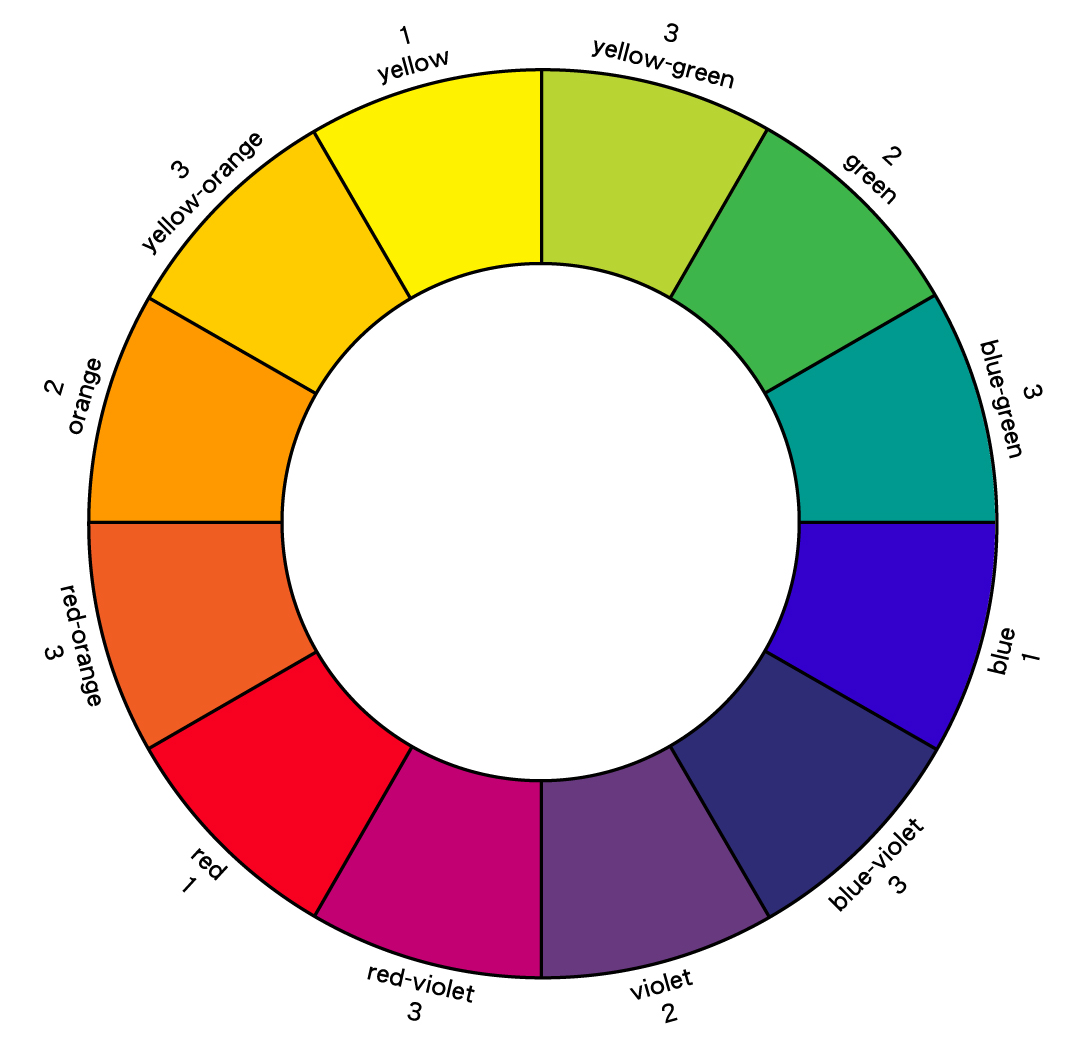 1
yellow
3
yellow-green
2
green
3
blue-green
blue
1
blue-violet
3
violet
2
red-violet
3
red
1
red-orange
3
2
orange
3
yellow-orange